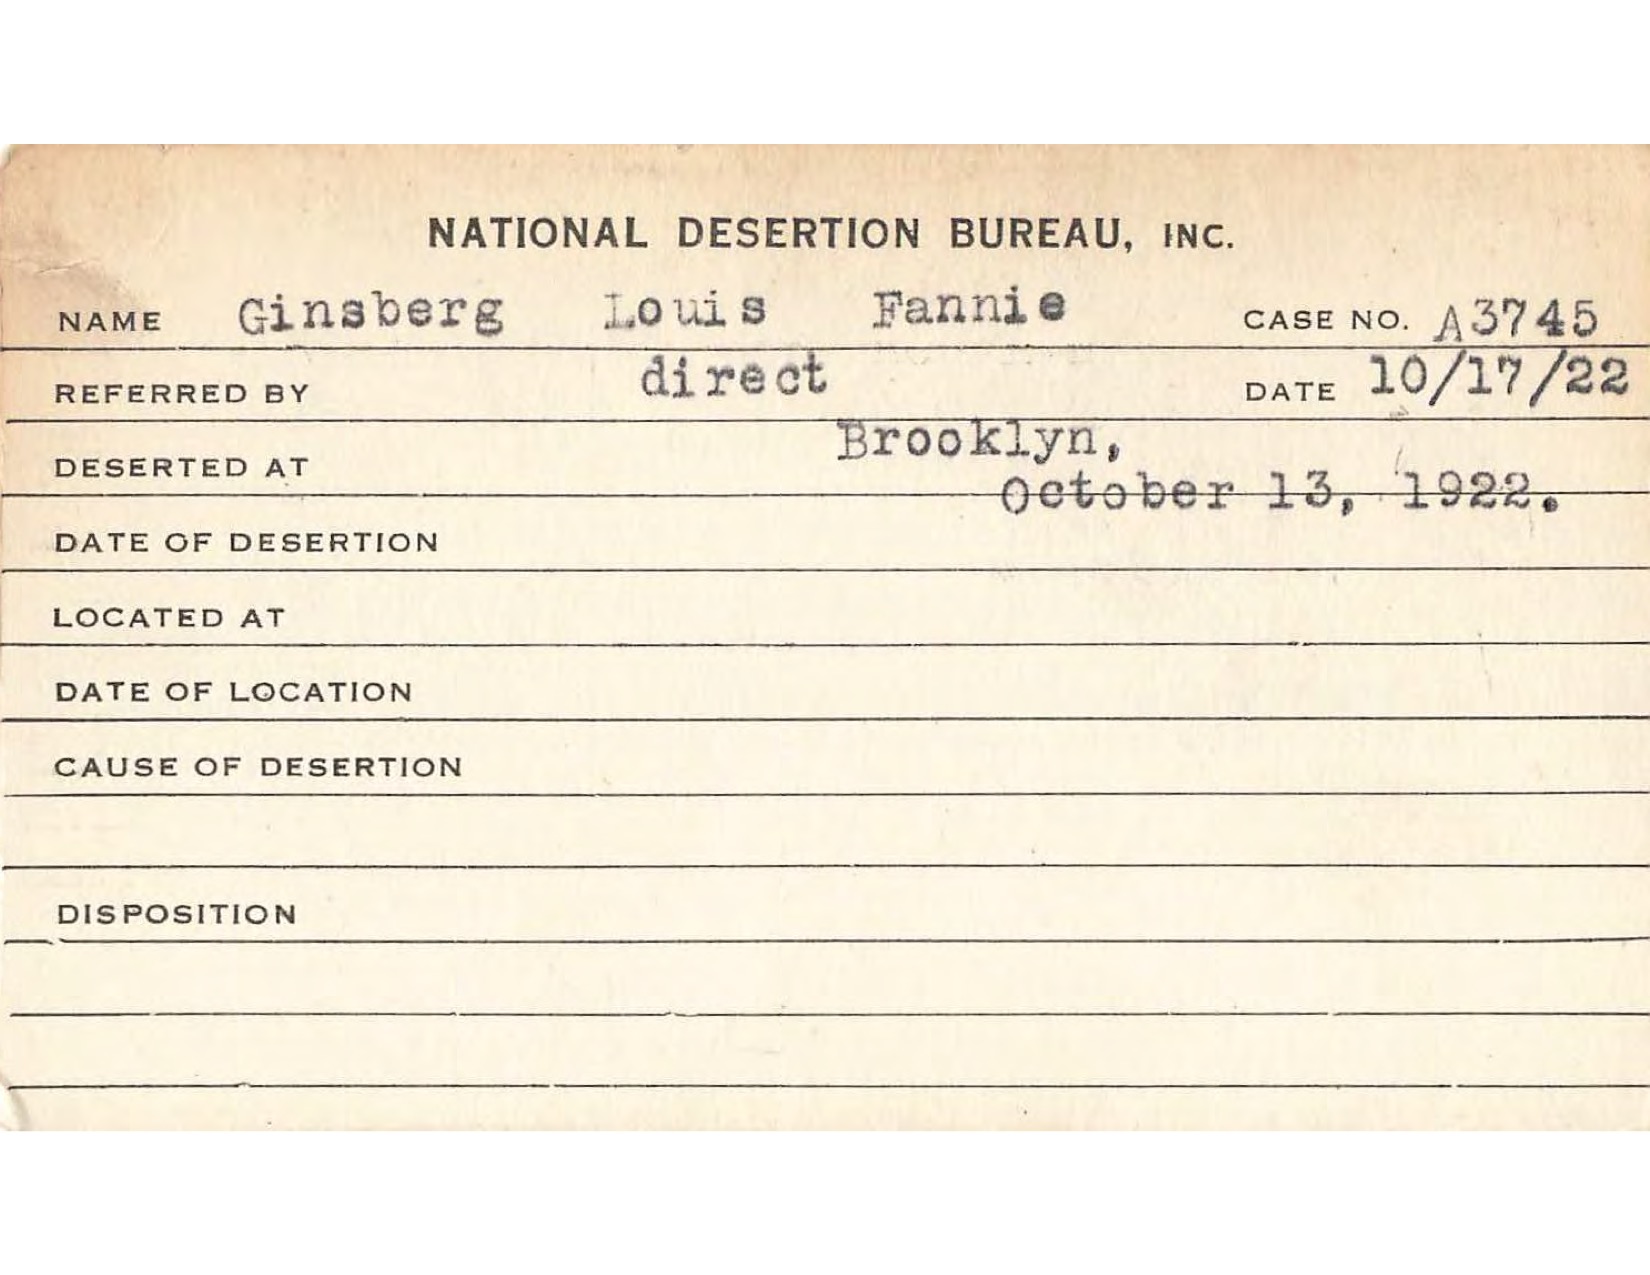 NATIONAL DESERTION BUREAU, INC.
NAME Ginsberg Louis Fannie CASE NO. A3745
REFERRED BY direct DATE 10/17/22
DESERTED AT Brooklyn,
October 13, 1922.
DATE OF DESERTION
LOCATED AT
DATE OF LOCATION
CAUSE OF DESERTION
DISPOSITION